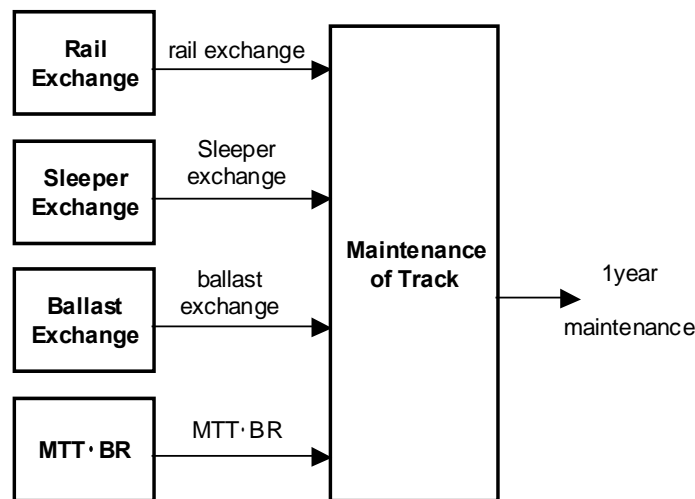 Rail
Exchange
rail exchange
Sleeper
Exchange
Sleeper
exchange
Ballast
Exchange
ballast
exchange
MTT·BR
MTT·BR
Maintenance
of Track
1year
maintenance